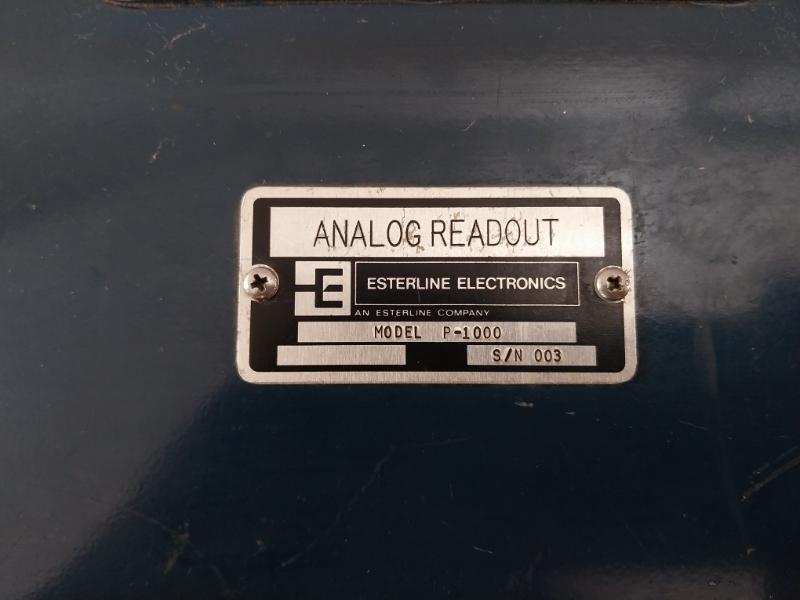 ANALOG READOUT
E ESTERLINE ELECTRONICS
AN ESTERLINE COMPANY
MODEL P-1000
S/N 003